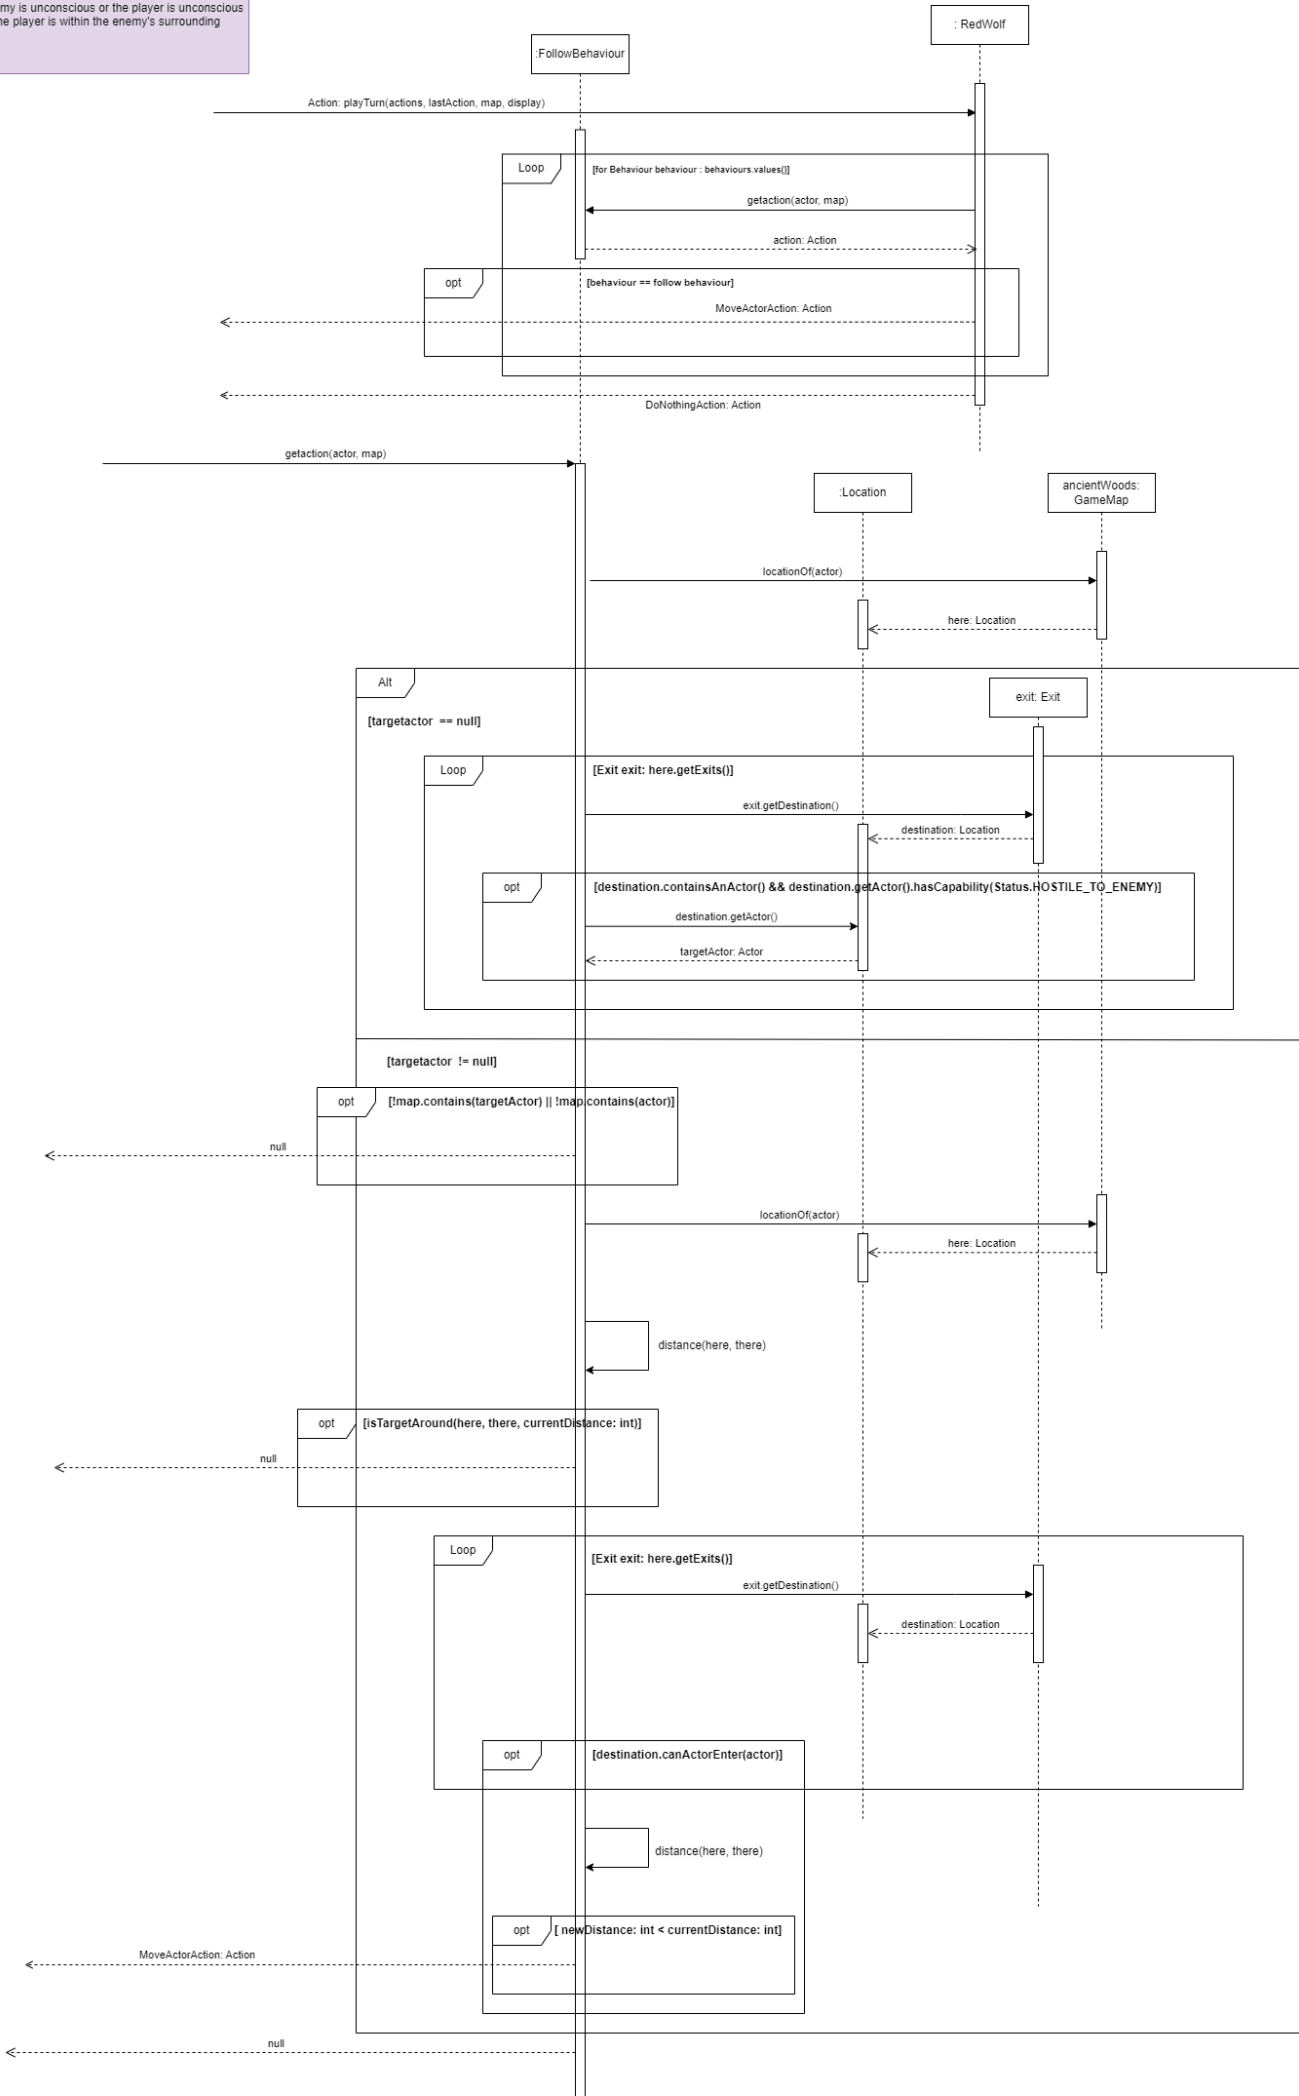 my is unconscious or the player is unconscious
he player is within the enemy's surrounding
: RedWolf
:FollowBehaviour
Action: playTurn(actions, lastAction, map, display)
Loop
[for Behaviour behaviour : behaviours.values()]
getaction(actor, map)
action: Action
opt
[behaviour == follow behaviour]
MoveActorAction: Action
DoNothingAction: Action
getaction(actor, map)
:Location
ancientWoods:
GameMap
locationOf(actor)
here: Location
Alt
exit: Exit
[targetactor == null]
Loop
[Exit exit: here.getExits()]
exit.getDestination()
destination: Location
opt
[destination.containsAnActor() && destination.getActor().hasCapability(Status.HOSTILE_TO_ENEMY)]
destination.getActor()
targetActor: Actor
[targetactor != null]
opt
[!map.contains(targetActor) || !map.contains(actor)]
null
locationOf(actor)
here: Location
distance(here, there)
opt
[isTargetAround(here, there, currentDistance: int)]
null
Loop
[Exit exit: here.getExits()]
exit.getDestination()
destination: Location
opt
[destination.canActorEnter(actor)]
distance(here, there)
opt
[ newDistance: int < currentDistance: int]
MoveActorAction: Action
null